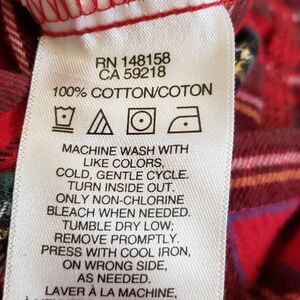 RN 148158
CA 59218
100% COTTON/COTON
MACHINE WASH WITH
LIKE COLORS,
COLD, GENTLE CYCLE.
TURN INSIDE OUT.
ONLY NON-CHLORINE
BLEACH WHEN NEEDED.
TUMBLE DRY LOW;
REMOVE PROMPTLY.
PRESS WITH COOL IRON,
ON WRONG SIDE,
AS NEEDED.
LAVER À LA MACHINE,